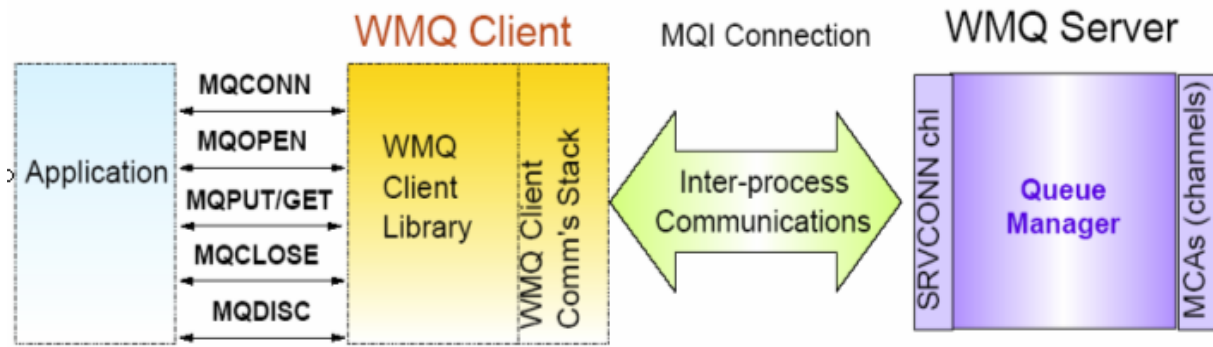 WMQ Client
MQI Connection
WMQ Server
Application
MQCONN
MQOPEN
MQPUT/GET
MQCLOSE
MQDISC
WMQ
Client
Library
WMQ Client
Comm's Stack
Inter-process
Communications
SRVCONN chl
Queue
Manager
MCAs (channels)